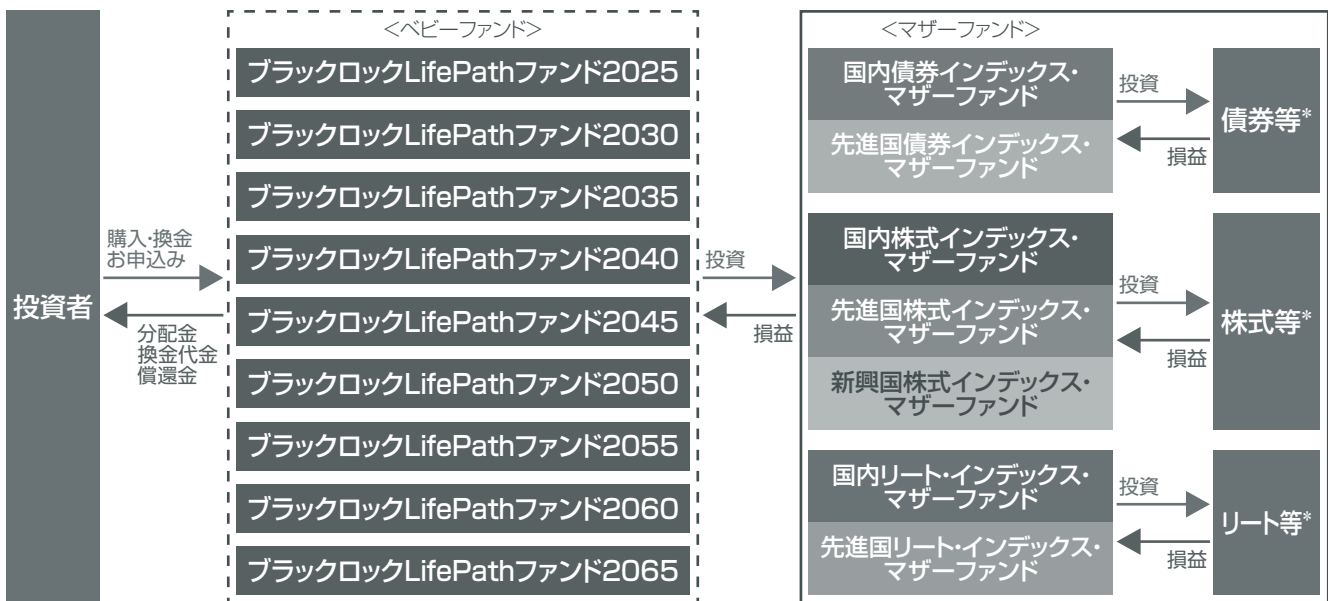 投資者
購入・換金
お申込み
分配金
換金代金
償還金
<ベビーファンド>
ブラックロックLifePathファンド2025
ブラックロックLifePathファンド2030
ブラックロックLifePathファンド2035
ブラックロックLifePathファンド2040
ブラックロックLifePathファンド2045
ブラックロックLifePathファンド2050
ブラックロックLifePathファンド2055
ブラックロックLifePathファンド2060
ブラックロックLifePathファンド2065
投資
損益
<マザーファンド>
国内債券インデックス・
マザーファンド
先進国債券インデックス・
マザーファンド
投資
損益
債券等*
国内株式インデックス・
マザーファンド
先進国株式インデックス・
マザーファンド
新興国株式インデックス・
マザーファンド
投資
損益
株式等*
国内リート・インデックス・
マザーファンド
先進国リート・インデックス・
マザーファンド
投資
損益
リート等*